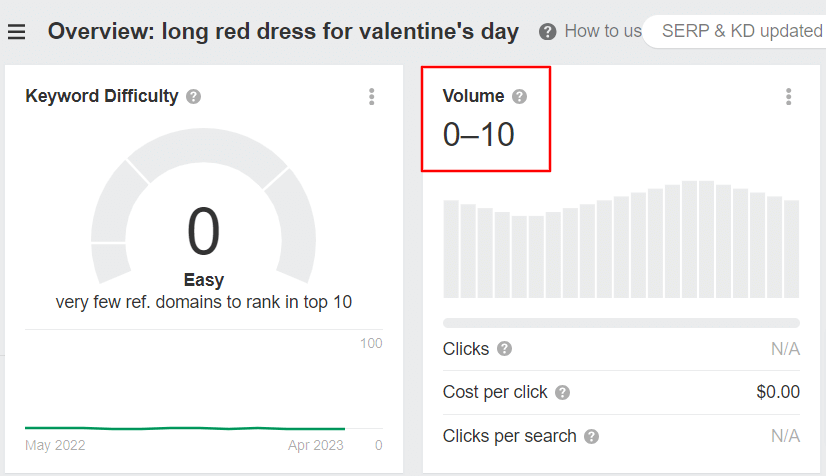 Overview: long red dress for valentine's day ? How to us SERP & KD updated
Keyword Difficulty ?
0
Easy
very few ref. domains to rank in top 10
100
May 2022 Apr 2023 0
Volume ?
0–10
Clicks ? N/A
Cost per click ? $0.00
Clicks per search ? N/A